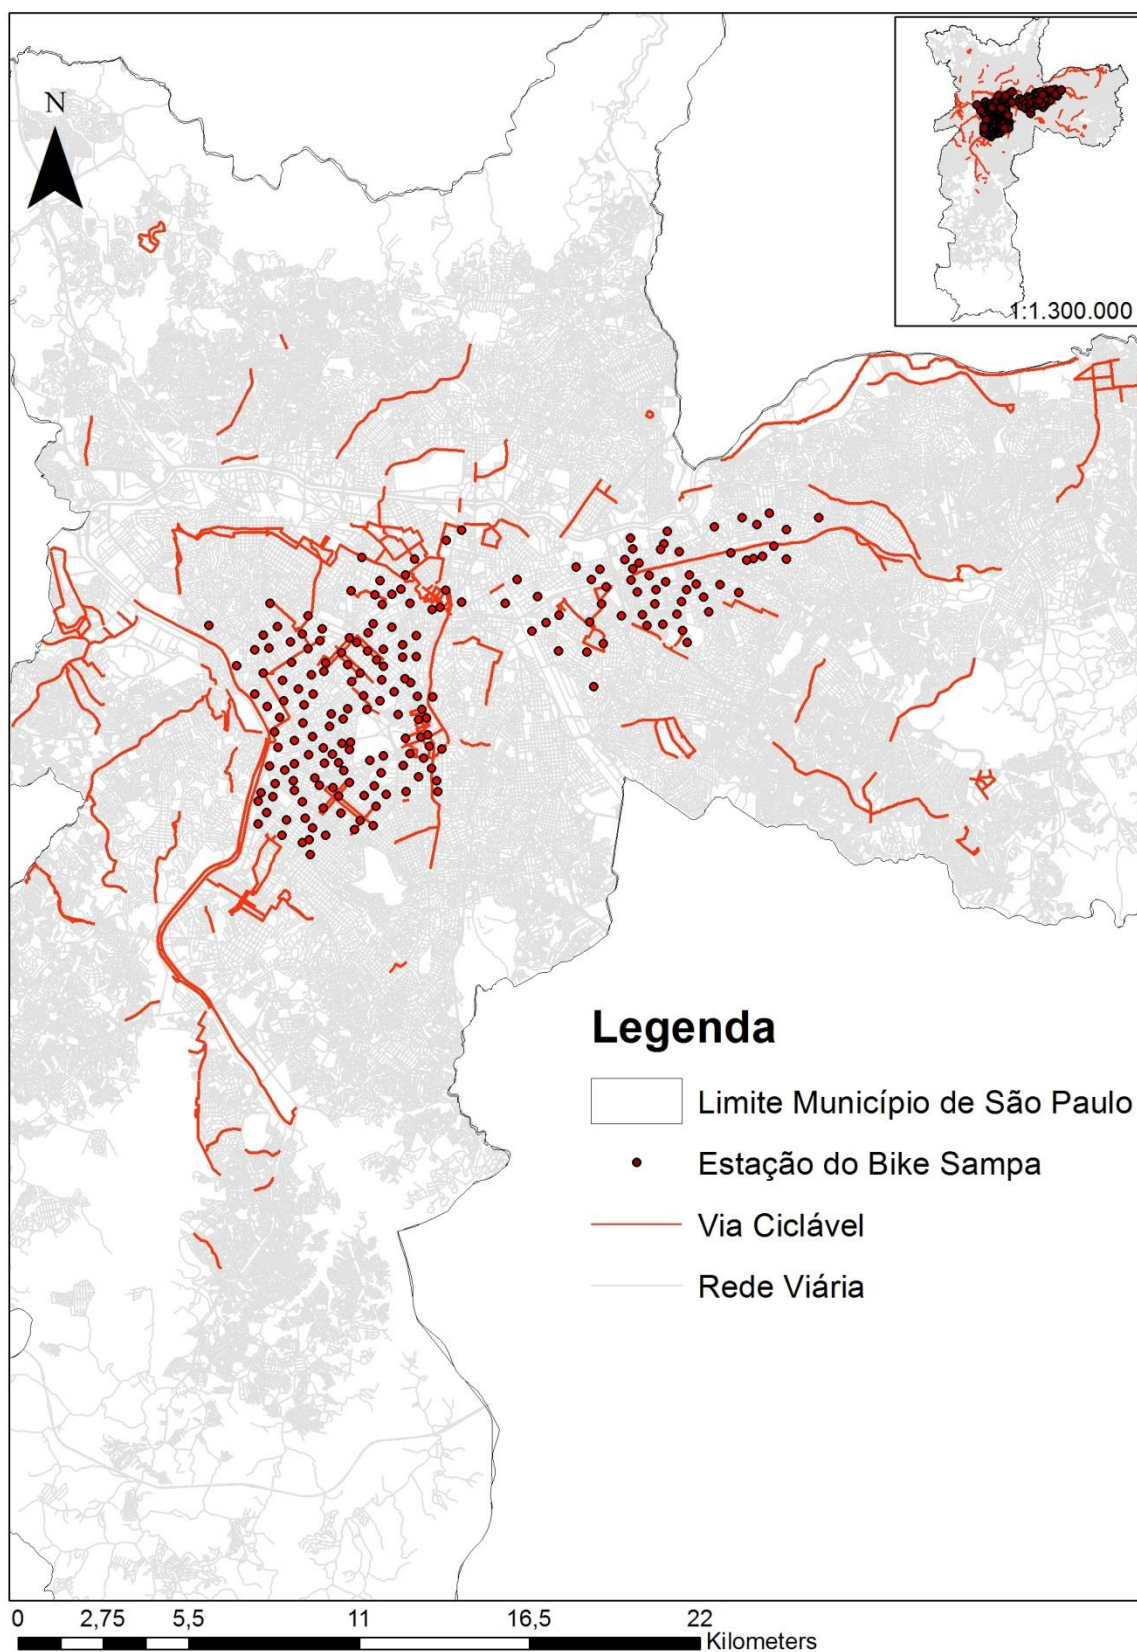 N
1:1.300.000
Legenda
Limite Município de São Paulo
Estação do Bike Sampa
Via Ciclável
Rede Viária
0 2,75 5,5 11 16,5 22
Kilometers